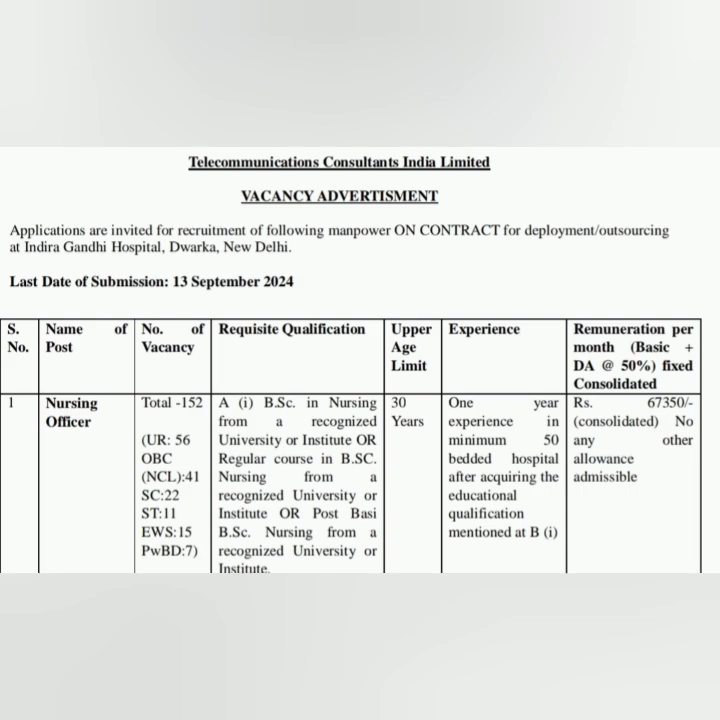 Telecommunications Consultants India Limited
VACANCY ADVERTISMENT
Applications are invited for recruitment of following manpower ON CONTRACT for deployment/outsourcing
at Indira Gandhi Hospital, Dwarka, New Delhi.
Last Date of Submission: 13 September 2024
S. No.
Name of Post
No. of Vacancy
Requisite Qualification
Upper Age Limit
Experience
Remuneration per month (Basic + DA @ 50%) fixed Consolidated
1
Nursing
Officer
Total -152
(UR: 56
OBC
(NCL):41
SC:22
ST:11
EWS:15
PwBD:7)
A (i) B.Sc. in Nursing
from a recognized
University or Institute OR
Regular course in B.SC.
Nursing from a
recognized University or
Institute OR Post Basi
B.Sc. Nursing from a
recognized University or
Institute.
30
Years
One year
experience in
minimum 50
bedded hospital
after acquiring the
educational
qualification
mentioned at B (i)
Rs. 67350/-
(consolidated) No
any other
allowance
admissible